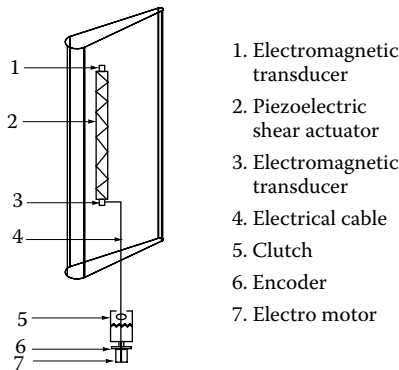 1
2
3
4
5
6
7
1. Electromagnetic
transducer
2. Piezoelectric
shear actuator
3. Electromagnetic
transducer
4. Electrical cable
5. Clutch
6. Encoder
7. Electro motor